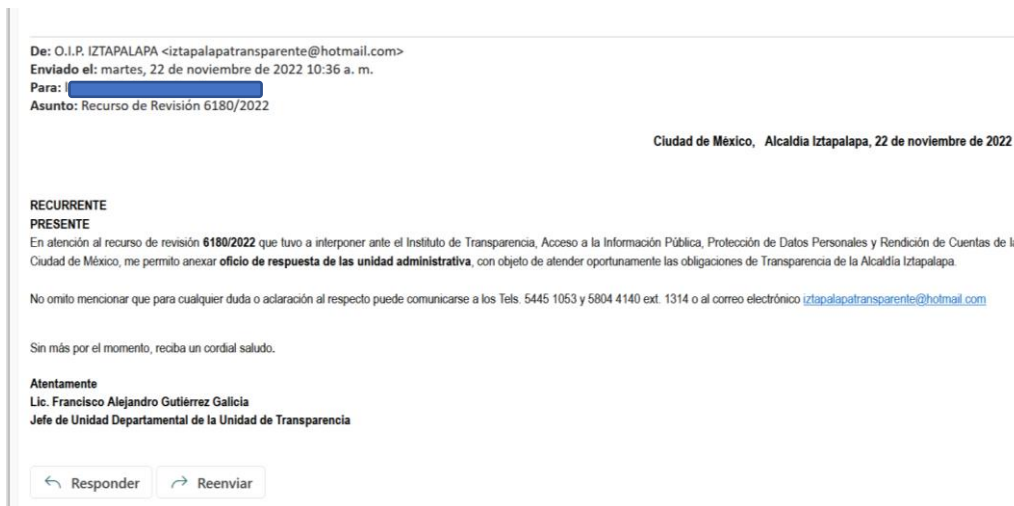 De: O.I.P. IZTAPALAPA <iztapalapatransparente@hotmail.com>
Enviado el: martes, 22 de noviembre de 2022 10:36 a. m.
Para:
Asunto: Recurso de Revisión 6180/2022
Ciudad de México, Alcaldía Iztapalapa, 22 de noviembre de 2022
RECURRENTE
PRESENTE
En atención al recurso de revisión 6180/2022 que tuvo a interponer ante el Instituto de Transparencia, Acceso a la Información Pública, Protección de Datos Personales y Rendición de Cuentas de la
Ciudad de México, me permito anexar oficio de respuesta de las unidad administrativa, con objeto de atender oportunamente las obligaciones de Transparencia de la Alcaldía Iztapalapa.
No omito mencionar que para cualquier duda o aclaración al respecto puede comunicarse a los Tels. 5445 1053 y 5804 4140 ext. 1314 o al correo electrónico iztapalapatransparente@hotmail.com
Sin más por el momento, reciba un cordial saludo.
Atentamente
Lic. Francisco Alejandro Gutiérrez Galicia
Jefe de Unidad Departamental de la Unidad de Transparencia
Responder Reenviar